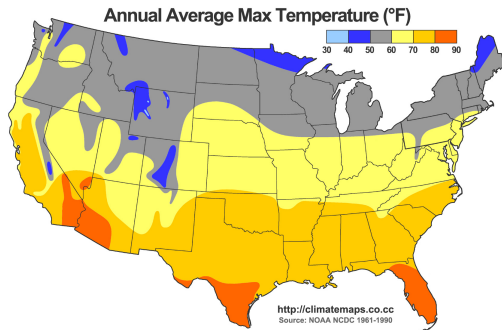 Annual Average Max Temperature (°F)
30 40 50 60 70 80 90
http://climatemaps.co.cc
Source: NOAA NCDC 1961-1990